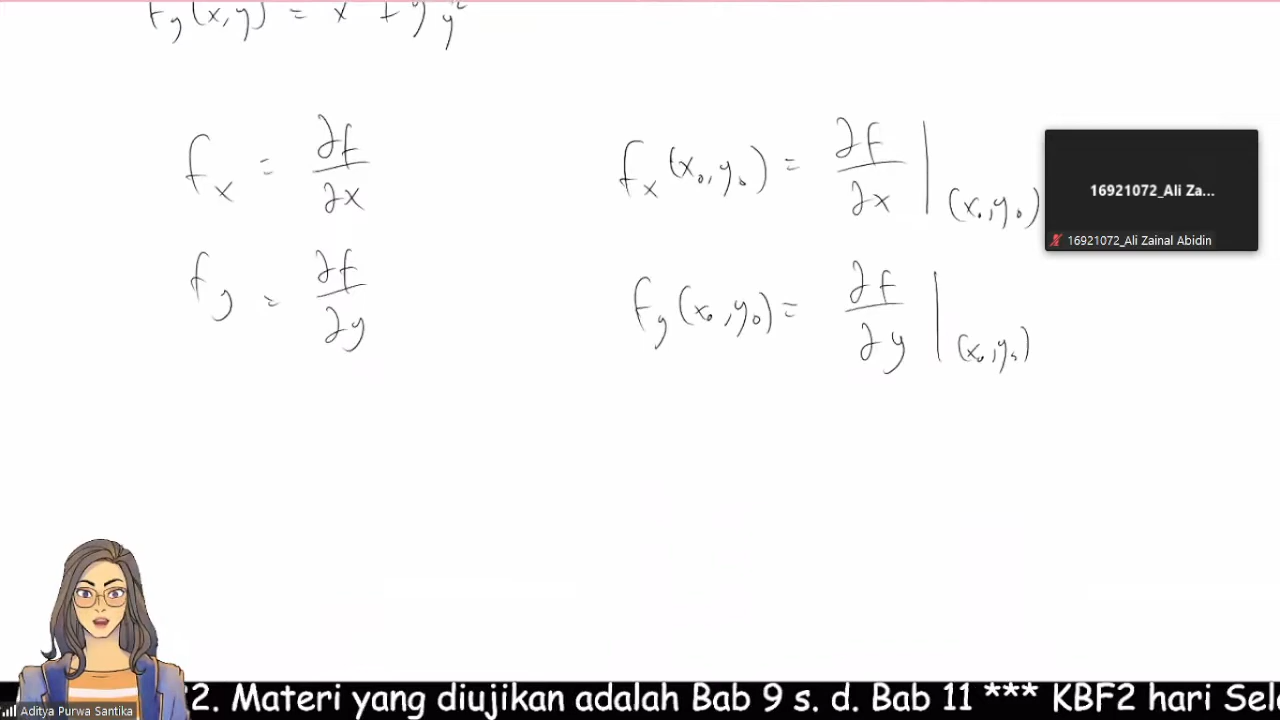 f_y(x,y) = x + y
f_x = ∂f/∂x
f_x(x₀,y₀) = ∂f/∂x |(x₀,y₀)
f_y = ∂f/∂y
f_y(x₀,y₀) = ∂f/∂y |(x₀,y₀)
16921072_Ali Za...
16921072_Ali Zainal Abidin
2. Materi yang diujikan adalah Bab 9 s. d. Bab 11 *** KBF2 hari Sel
Aditya Purwa Santika